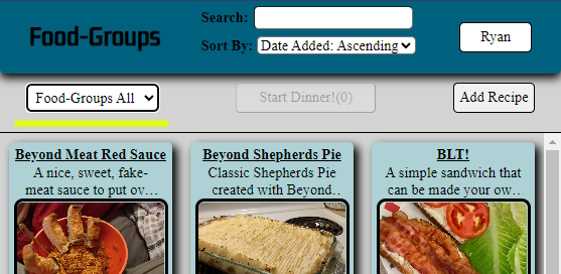 Food-Groups
Search:
Sort By: Date Added: Ascending
Ryan
Food-Groups All
Start Dinner!(0)
Add Recipe
Beyond Meat Red Sauce
A nice, sweet, fake-
meat sauce to put ov…
Beyond Shepherds Pie
Classic Shepherds Pie
created with Beyond…
BLT!
A simple sandwich that
can be made your ow…